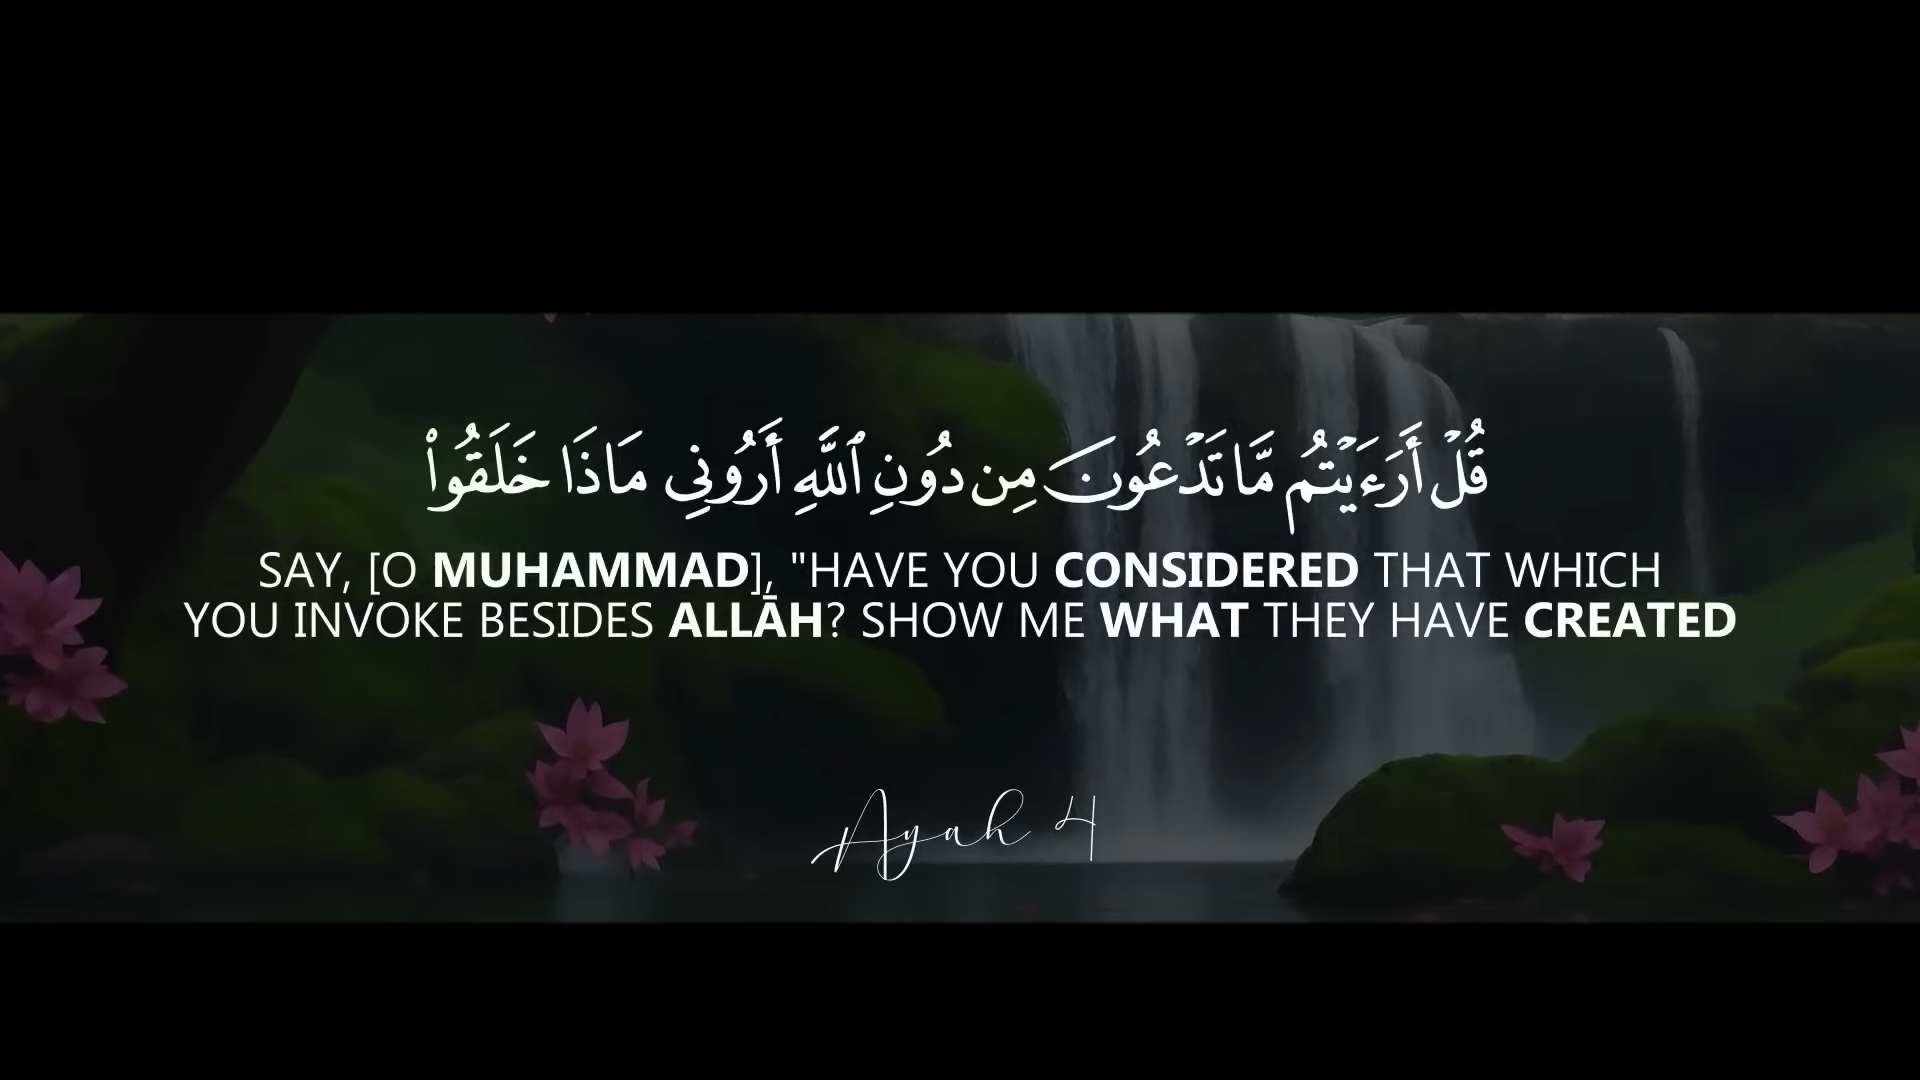 قُلْ أَرَءَيْتُم مَّا تَدْعُونَ مِن دُونِ ٱللَّهِ أَرُونِى مَاذَا خَلَقُوا۟
SAY, [O MUHAMMAD], "HAVE YOU CONSIDERED THAT WHICH
YOU INVOKE BESIDES ALLĀH? SHOW ME WHAT THEY HAVE CREATED
Ayah 4